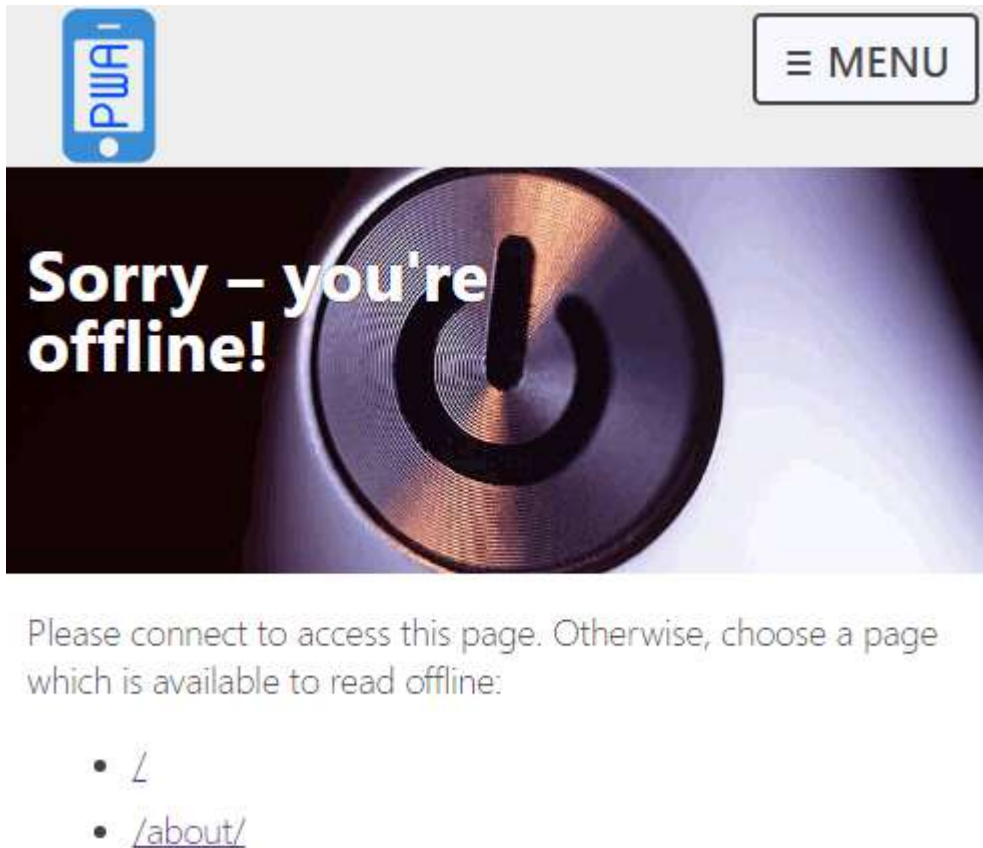 PWA
≡ MENU
Sorry – you're
offline!
Please connect to access this page. Otherwise, choose a page
which is available to read offline:
• /
• /about/